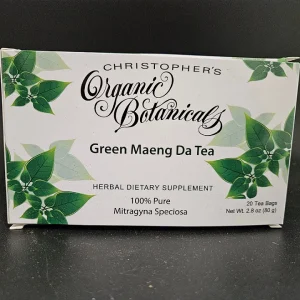 CHRISTOPHER'S
Organic
Botanicals
Green Maeng Da Tea
HERBAL DIETARY SUPPLEMENT
100% Pure
Mitragyna Speciosa
20 Tea Bags
Net Wt. 2.8 oz (80 g)